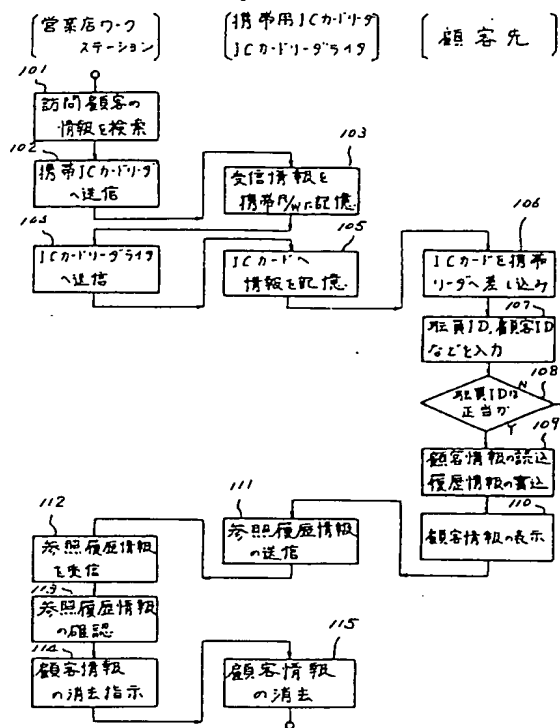 営業店ワーク
ステーション
携帯用ICカードリーダ
ICカードリーダライタ
顧客先
101
訪問顧客の
情報を検索
102
携帯ICカードリーダ
へ送信
103
受信情報を
携帯R/Wに記憶
104
ICカードリーダライタ
へ送信
105
ICカードへ
情報を記憶
106
ICカードを携帯
リーダへ差し込み
107
職員ID,顧客ID
などを入力
108
職員IDは
正当か
N
Y
109
顧客情報の読込
履歴情報の書込
110
顧客情報の表示
111
参照履歴情報
の送信
112
参照履歴情報
を受信
113
参照履歴情報
の確認
114
顧客情報
の消去指示
115
顧客情報
の消去